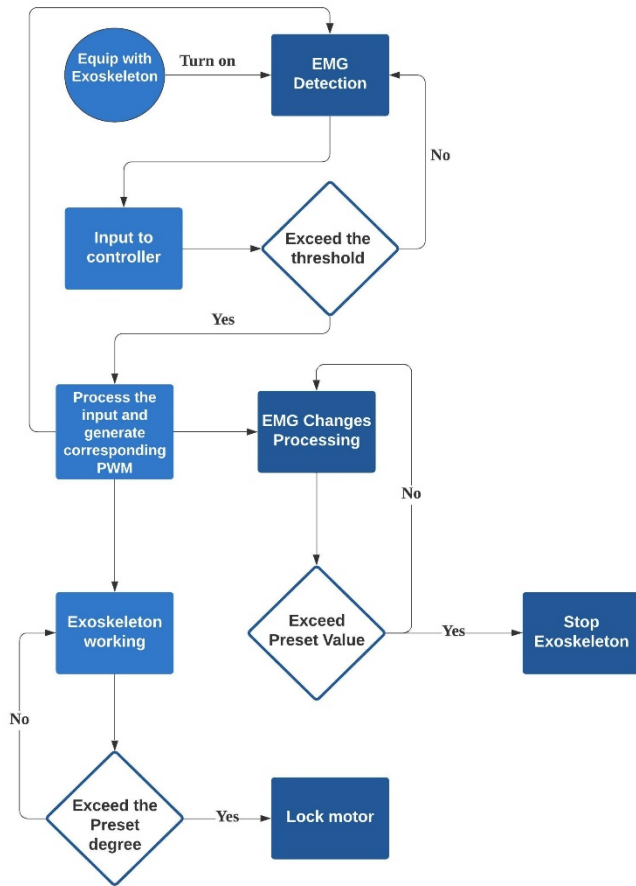 Equip with
Exoskeleton
Turn on
EMG
Detection
No
Input to
controller
Exceed the
threshold
Yes
Process the
input and
generate
corresponding
PWM
EMG Changes
Processing
No
Exoskeleton
working
Exceed
Preset Value
Yes
Stop
Exoskeleton
No
Exceed the
Preset
degree
Yes
Lock motor